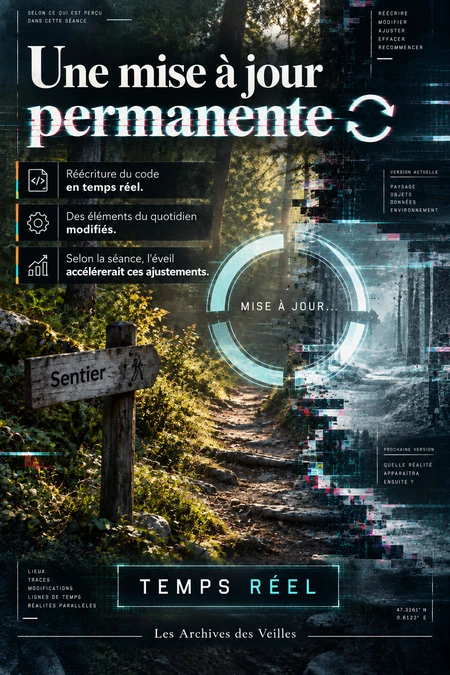 SELON CE QUI EST PERÇU
DANS CETTE SÉANCE
RÉÉCRIRE
MODIFIER
AJUSTER
EFFACER
RECOMMENCER
Une mise à jour
permanente
Réécriture du code
en temps réel.
Des éléments du quotidien
modifiés.
Selon la séance, l'éveil
accélérerait ces ajustements.
VERSION ACTUELLE
PAYSAGE
OBJETS
DONNÉES
ENVIRONNEMENT
MISE À JOUR...
Sentier
PROCHAINE VERSION
QUELLE RÉALITÉ
APPARAÎTRA
ENSUITE ?
LIEUX
TRACES
MODIFICATIONS
LIGNES DE TEMPS
RÉALITÉS PARALLÈLES
TEMPS RÉEL
47.3261° N
0.6123° E
Les Archives des Veilles